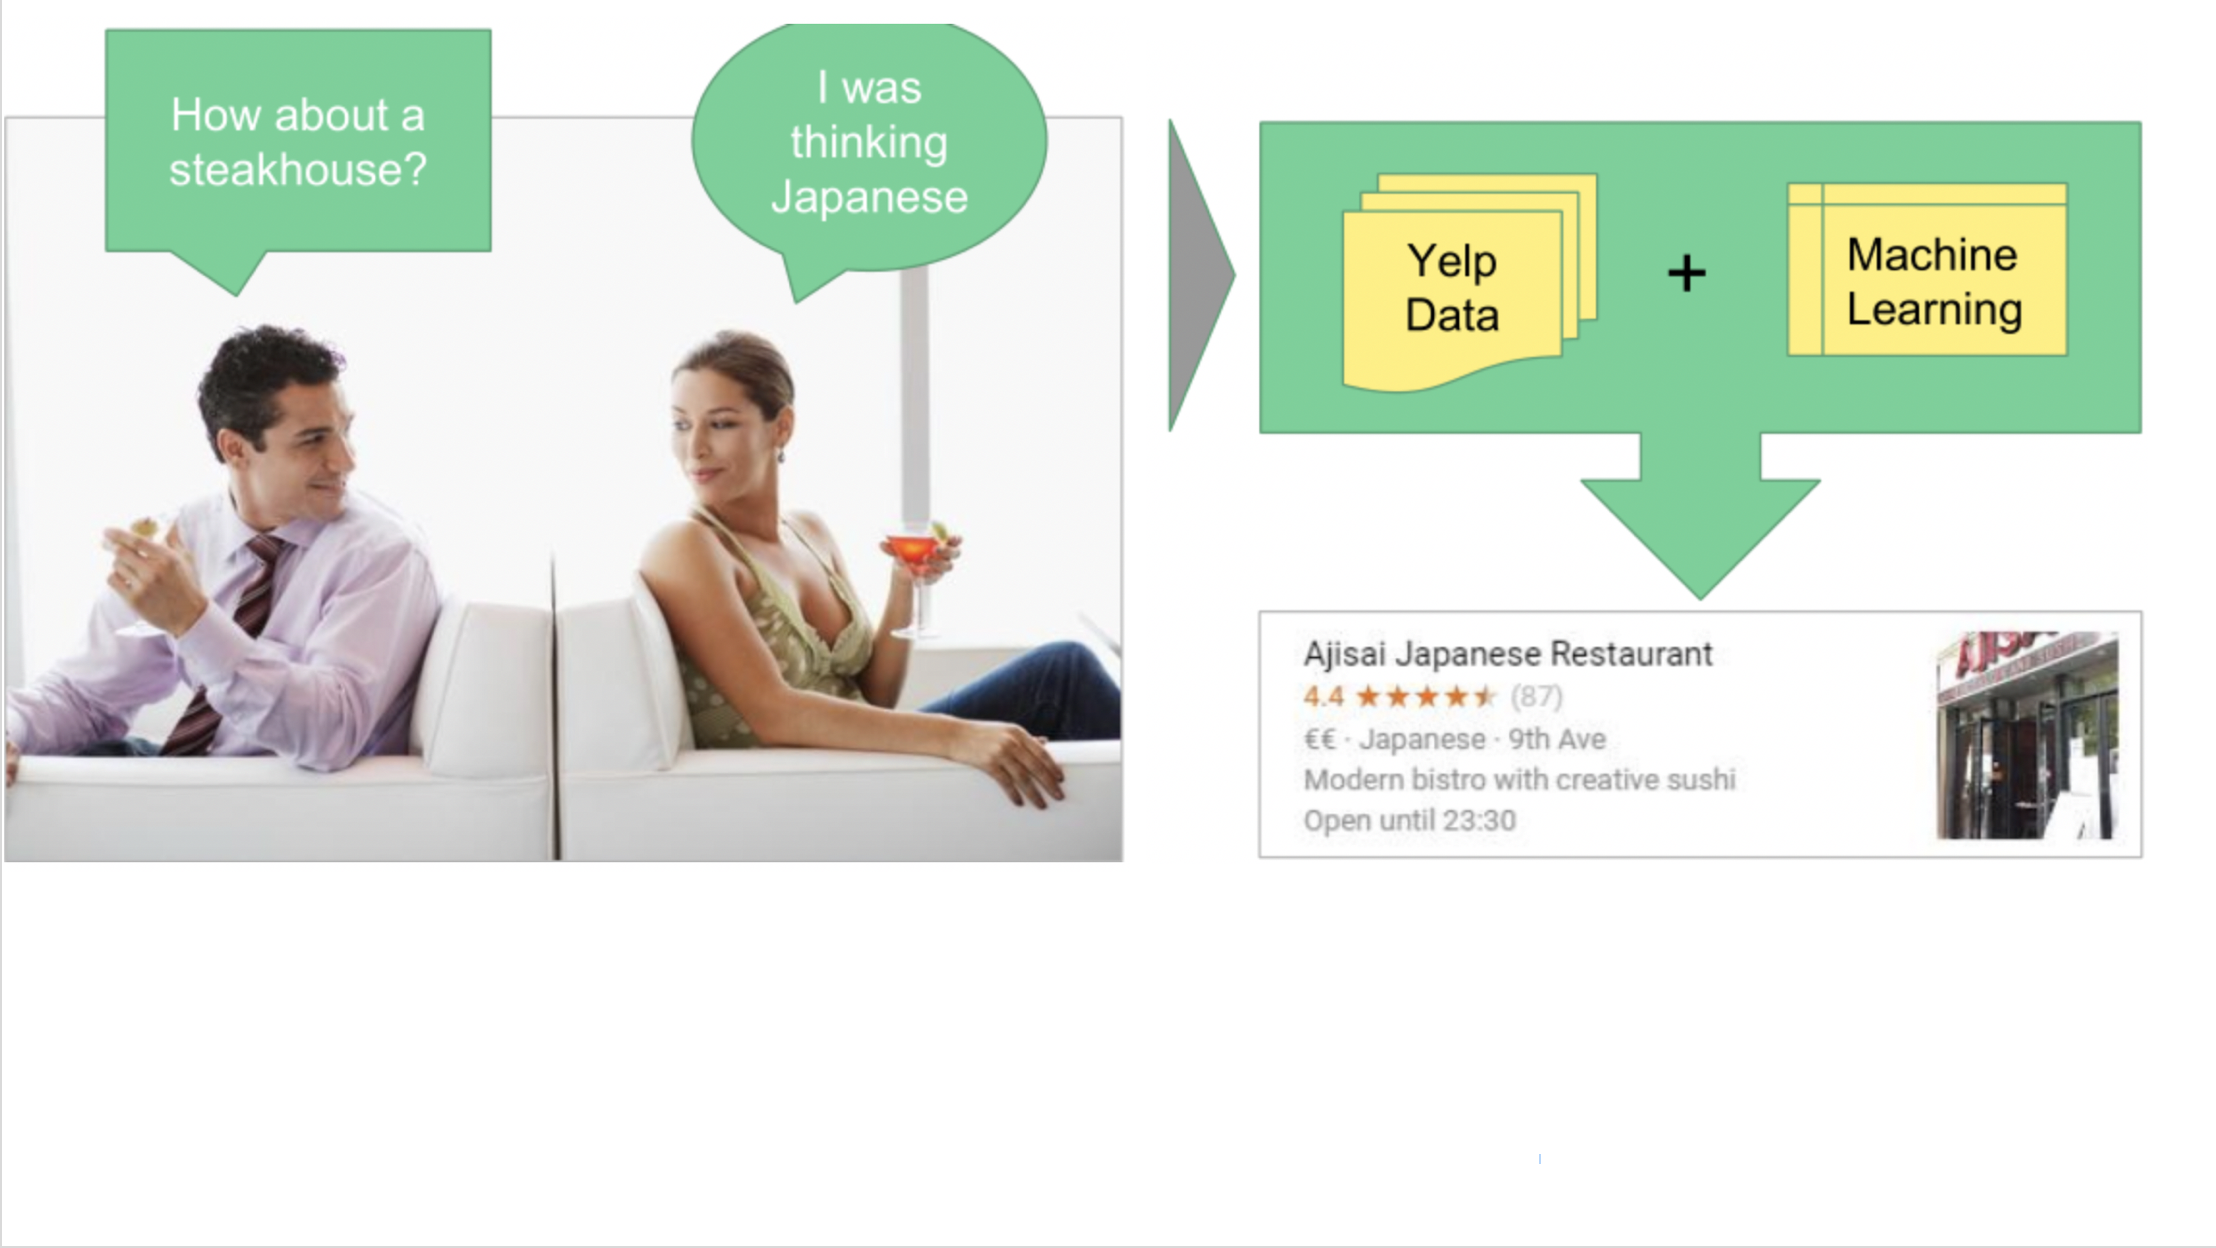 How about a
steakhouse?
I was
thinking
Japanese
Yelp
Data
+
Machine
Learning
Ajisai Japanese Restaurant
4.4 ★★★★⯨ (87)
€€ · Japanese · 9th Ave
Modern bistro with creative sushi
Open until 23:30